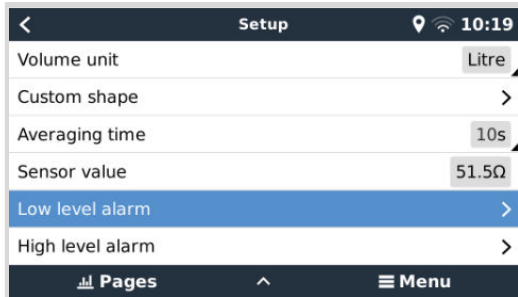 Setup 10:19
Volume unit Litre
Custom shape
Averaging time 10s
Sensor value 51.5Ω
Low level alarm
High level alarm
Pages Menu